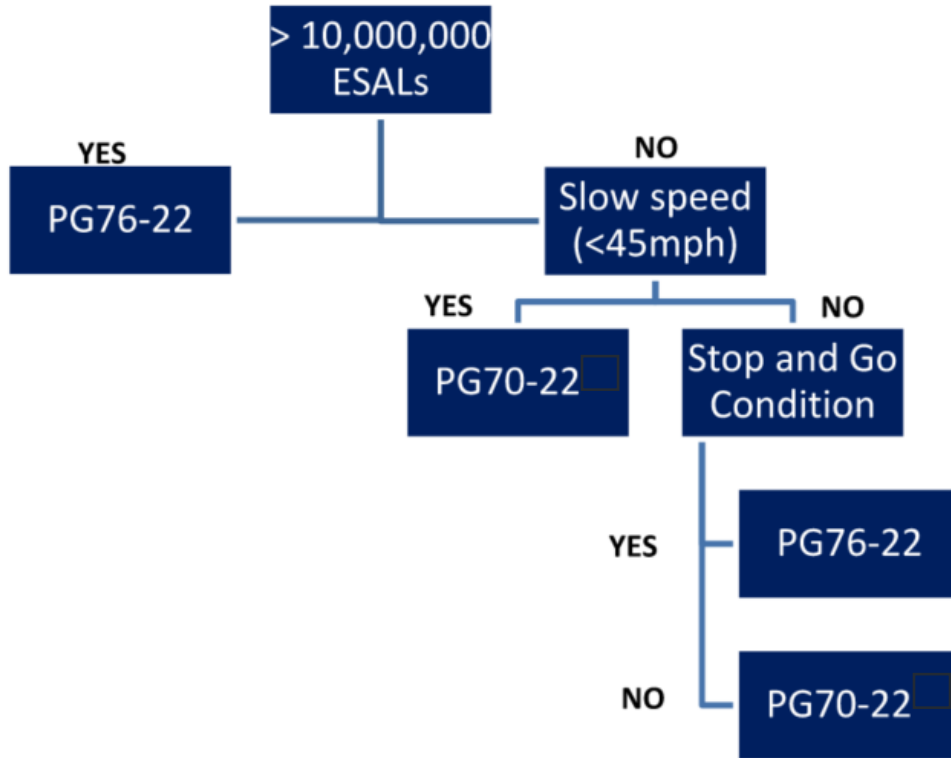 > 10,000,000
ESALs
YES
NO
PG76-22
Slow speed
(<45mph)
YES
NO
PG70-22
Stop and Go
Condition
YES
PG76-22
NO
PG70-22